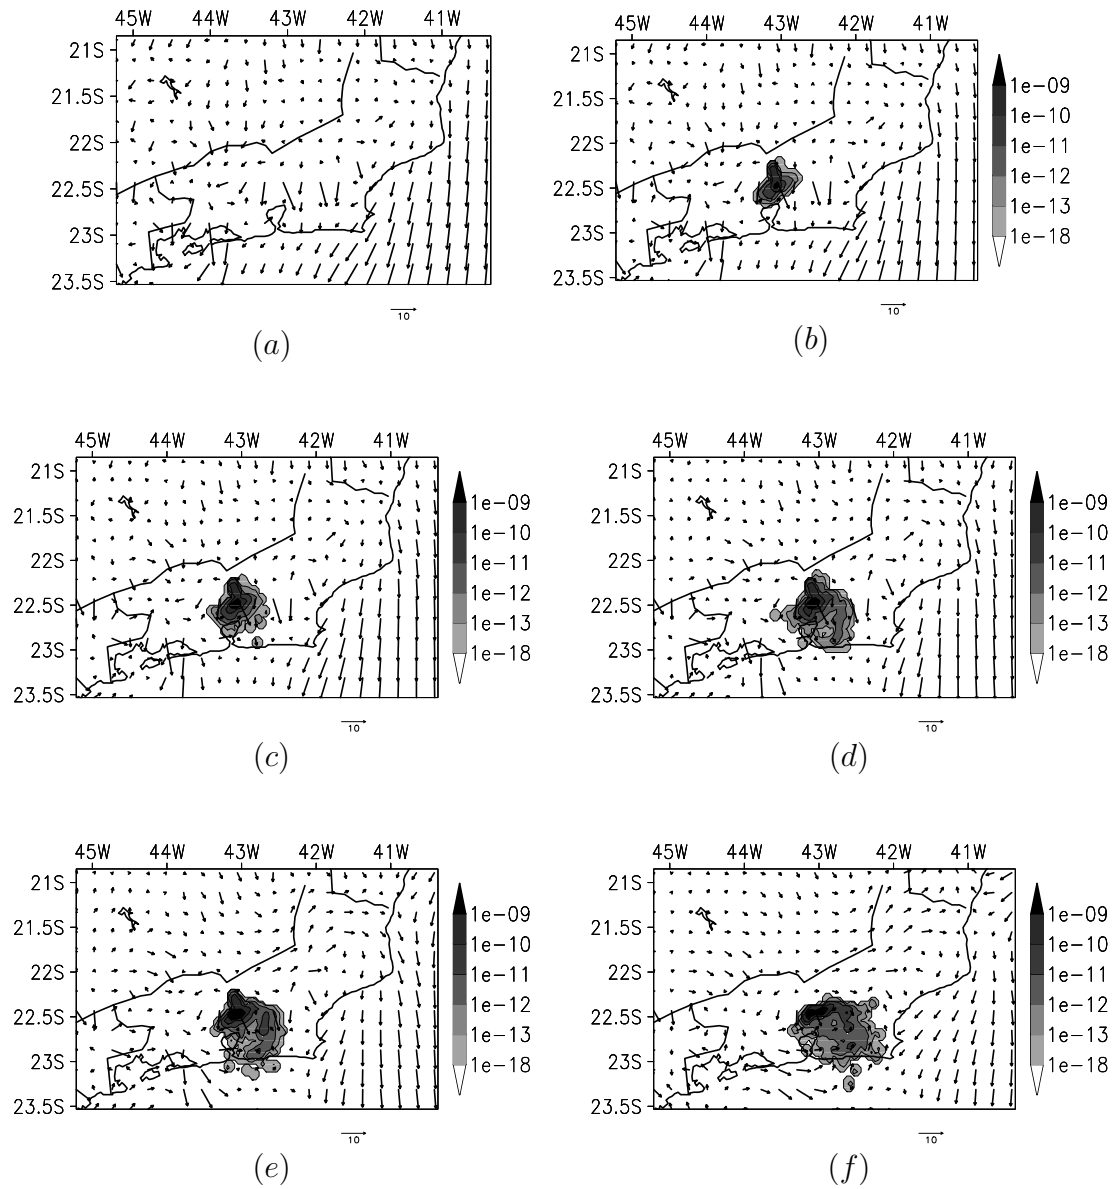 45W 44W 43W 42W 41W
21S
21.5S
22S
22.5S
23S
23.5S
10
(a)
45W 44W 43W 42W 41W
21S
21.5S
22S
22.5S
23S
23.5S
1e-09
1e-10
1e-11
1e-12
1e-13
1e-18
10
(b)
45W 44W 43W 42W 41W
21S
21.5S
22S
22.5S
23S
23.5S
1e-09
1e-10
1e-11
1e-12
1e-13
1e-18
10
(c)
45W 44W 43W 42W 41W
21S
21.5S
22S
22.5S
23S
23.5S
1e-09
1e-10
1e-11
1e-12
1e-13
1e-18
10
(d)
45W 44W 43W 42W 41W
21S
21.5S
22S
22.5S
23S
23.5S
1e-09
1e-10
1e-11
1e-12
1e-13
1e-18
10
(e)
45W 44W 43W 42W 41W
21S
21.5S
22S
22.5S
23S
23.5S
1e-09
1e-10
1e-11
1e-12
1e-13
1e-18
10
(f)